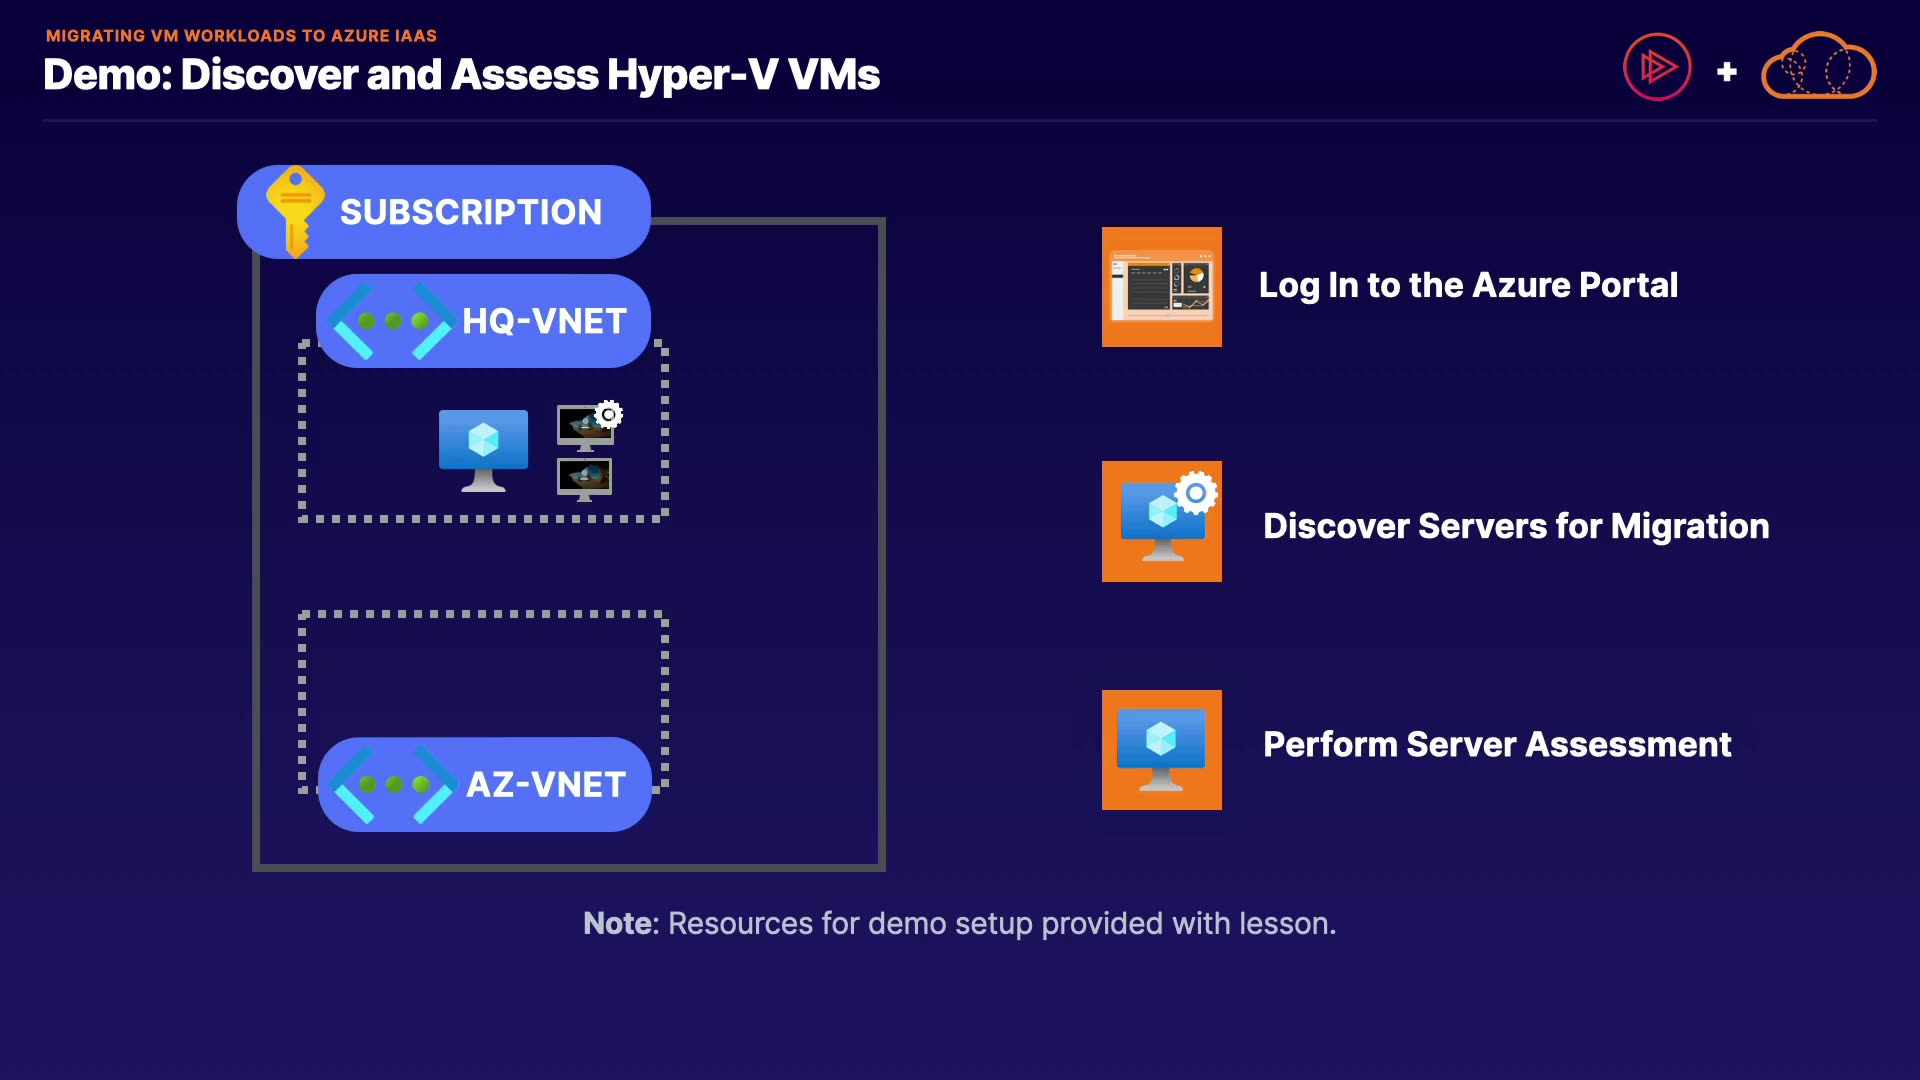 MIGRATING VM WORKLOADS TO AZURE IAAS
Demo: Discover and Assess Hyper-V VMs
+
SUBSCRIPTION
HQ-VNET
AZ-VNET
Log In to the Azure Portal
Discover Servers for Migration
Perform Server Assessment
Note: Resources for demo setup provided with lesson.